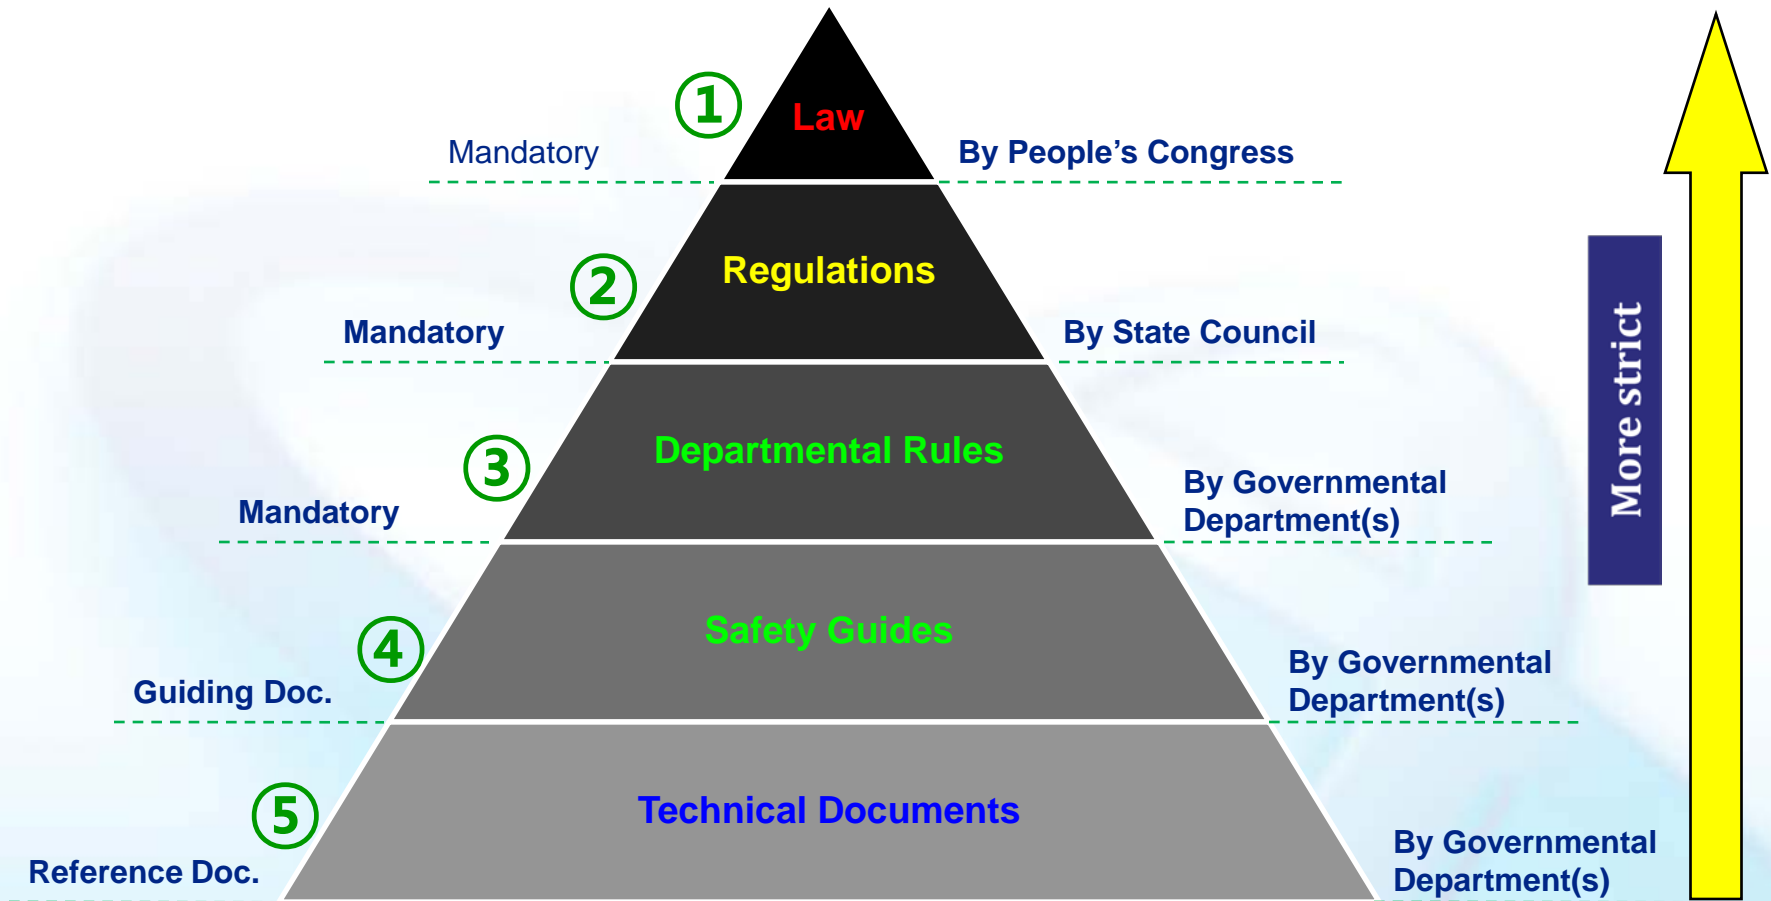 ①
Law
Mandatory
By People’s Congress
②
Regulations
Mandatory
By State Council
③
Departmental Rules
Mandatory
By Governmental
Department(s)
④
Safety Guides
Guiding Doc.
By Governmental
Department(s)
⑤
Technical Documents
Reference Doc.
By Governmental
Department(s)
More strict